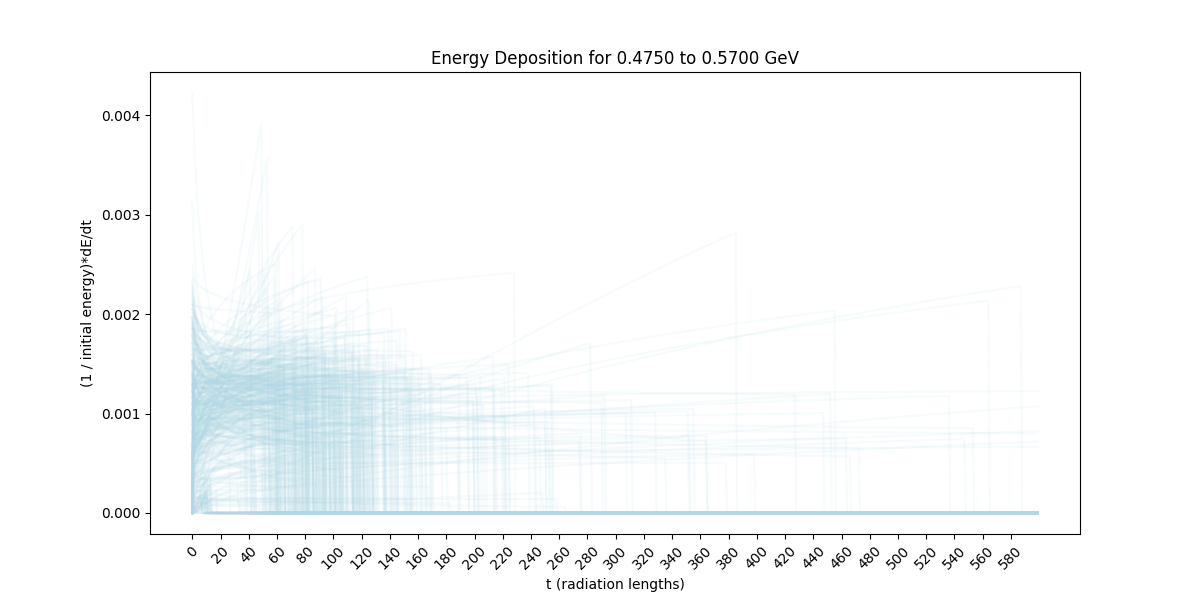 Energy Deposition for 0.4750 to 0.5700 GeV
(1 / initial energy)*dE/dt
0.004
0.003
0.002
0.001
0.000
0 20 40 60 80 100 120 140 160 180 200 220 240 260 280 300 320 340 360 380 400 420 440 460 480 500 520 540 560 580
t (radiation lengths)